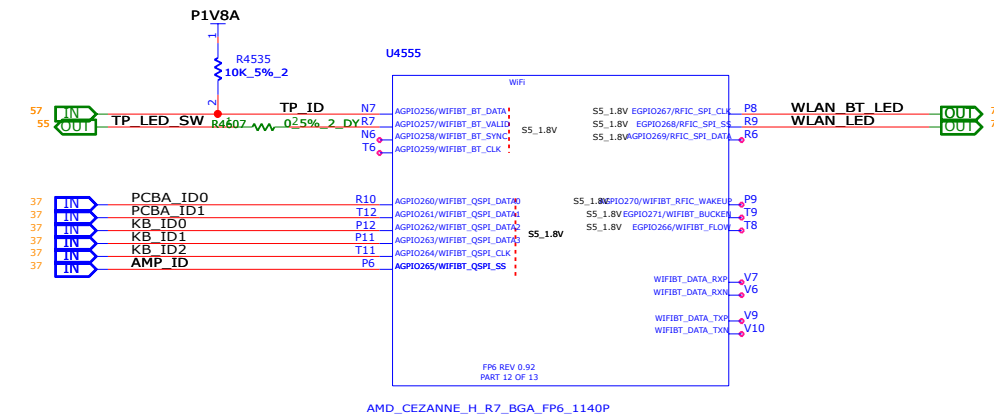 P1V8A
1
R4535
10K_5%_2
2
U4555
WiFi
57 IN TP_ID N7 AGPIO256/WIFIBT_BT_DATA S5_1.8V EGPIO267/RFIC_SPI_CLK P8 WLAN_BT_LED OUT 7
55 OUT TP_LED_SW R4607 1 2 0_5%_2_DY R7 AGPIO257/WIFIBT_BT_VALID S5_1.8V S5_1.8V EGPIO268/RFIC_SPI_SS R9 WLAN_LED OUT 7
N6 AGPIO258/WIFIBT_BT_SYNC S5_1.8V AGPIO269/RFIC_SPI_DATA R6
T6 AGPIO259/WIFIBT_BT_CLK
37 IN PCBA_ID0 R10 AGPIO260/WIFIBT_QSPI_DATA0 S5_1.8V AGPIO270/WIFIBT_RFIC_WAKEUP P9
37 IN PCBA_ID1 T12 AGPIO261/WIFIBT_QSPI_DATA1 S5_1.8V EGPIO271/WIFIBT_BUCKEN T9
37 IN KB_ID0 P12 AGPIO262/WIFIBT_QSPI_DATA2 S5_1.8V S5_1.8V EGPIO266/WIFIBT_FLOW T8
37 IN KB_ID1 P11 AGPIO263/WIFIBT_QSPI_DATA3
37 IN KB_ID2 T11 AGPIO264/WIFIBT_QSPI_CLK
37 IN AMP_ID P6 AGPIO265/WIFIBT_QSPI_SS
WIFIBT_DATA_RXP V7
WIFIBT_DATA_RXN V6
WIFIBT_DATA_TXP V9
WIFIBT_DATA_TXN V10
FP6 REV 0.92
PART 12 OF 13
AMD_CEZANNE_H_R7_BGA_FP6_1140P